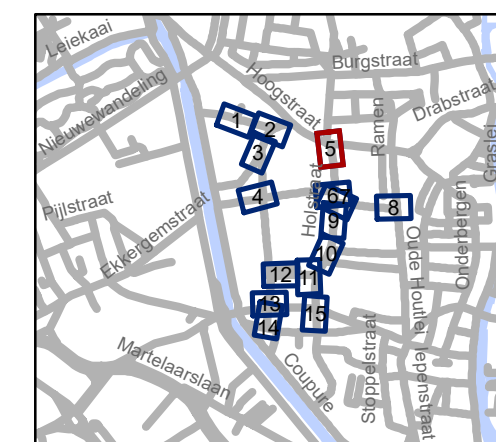 Leiekaai
Burgstraat
Hoogstraat
Nieuwewandeling
Drabstraat
Ramen
Graslei
1
2
3
5
4
Pijlstraat
Holstraat
6
7
8
9
Onderbergen
Ekkergemstraat
10
Oude Houtlei
12
11
13
14
15
Martelaarslaan
Coupure
Stoppelstraat
Iepenstraat